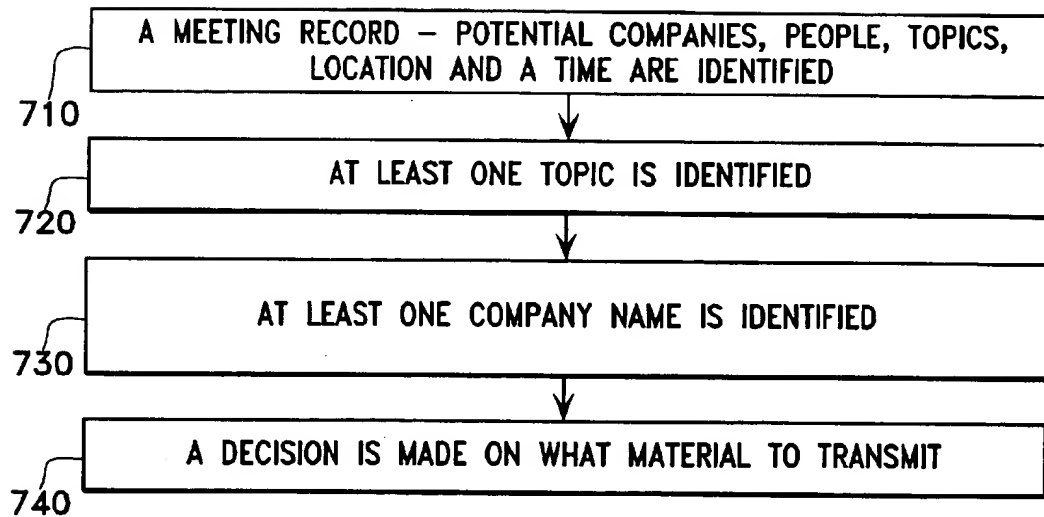 A MEETING RECORD – POTENTIAL COMPANIES, PEOPLE, TOPICS,
LOCATION AND A TIME ARE IDENTIFIED
710
AT LEAST ONE TOPIC IS IDENTIFIED
720
AT LEAST ONE COMPANY NAME IS IDENTIFIED
730
A DECISION IS MADE ON WHAT MATERIAL TO TRANSMIT
740